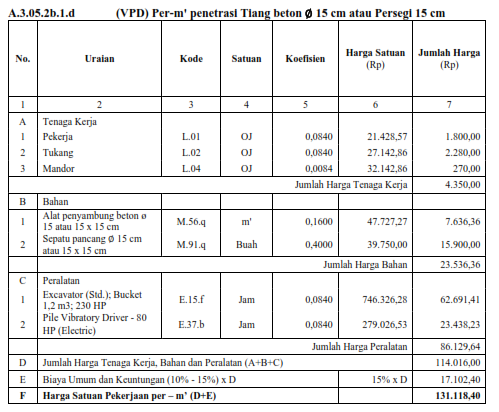 A.3.05.2b.1.d (VPD) Per-m' penetrasi Tiang beton Ø 15 cm atau Persegi 15 cm
No. Uraian Kode Satuan Koefisien Harga Satuan (Rp) Jumlah Harga (Rp)
1 2 3 4 5 6 7
A Tenaga Kerja
1 Pekerja L.01 OJ 0,0840 21.428,57 1.800,00
2 Tukang L.02 OJ 0,0840 27.142,86 2.280,00
3 Mandor L.04 OJ 0,0084 32.142,86 270,00
Jumlah Harga Tenaga Kerja 4.350,00
B Bahan
1 Alat penyambung beton ø 15 atau 15 x 15 cm M.56.q m' 0,1600 47.727,27 7.636,36
2 Sepatu pancang Ø 15 cm atau 15 x 15 cm M.91.q Buah 0,4000 39.750,00 15.900,00
Jumlah Harga Bahan 23.536,36
C Peralatan
1 Excavator (Std.); Bucket 1,2 m3; 230 HP E.15.f Jam 0,0840 746.326,28 62.691,41
2 Pile Vibratory Driver - 80 HP (Electric) E.37.b Jam 0,0840 279.026,53 23.438,23
Jumlah Harga Peralatan 86.129,64
D Jumlah Harga Tenaga Kerja, Bahan dan Peralatan (A+B+C) 114.016,00
E Biaya Umum dan Keuntungan (10% - 15%) x D 15% x D 17.102,40
F Harga Satuan Pekerjaan per – m' (D+E) 131.118,40